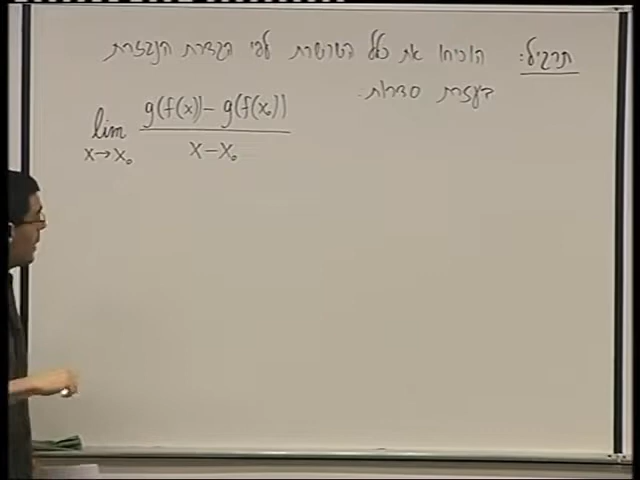 תרגיל: הוכיחו את כלל השרשרת לפי הגדרת הנגזרת
בעזרת סדרות.
lim x→x₀ (g(f(x)) - g(f(x₀))) / (x - x₀)